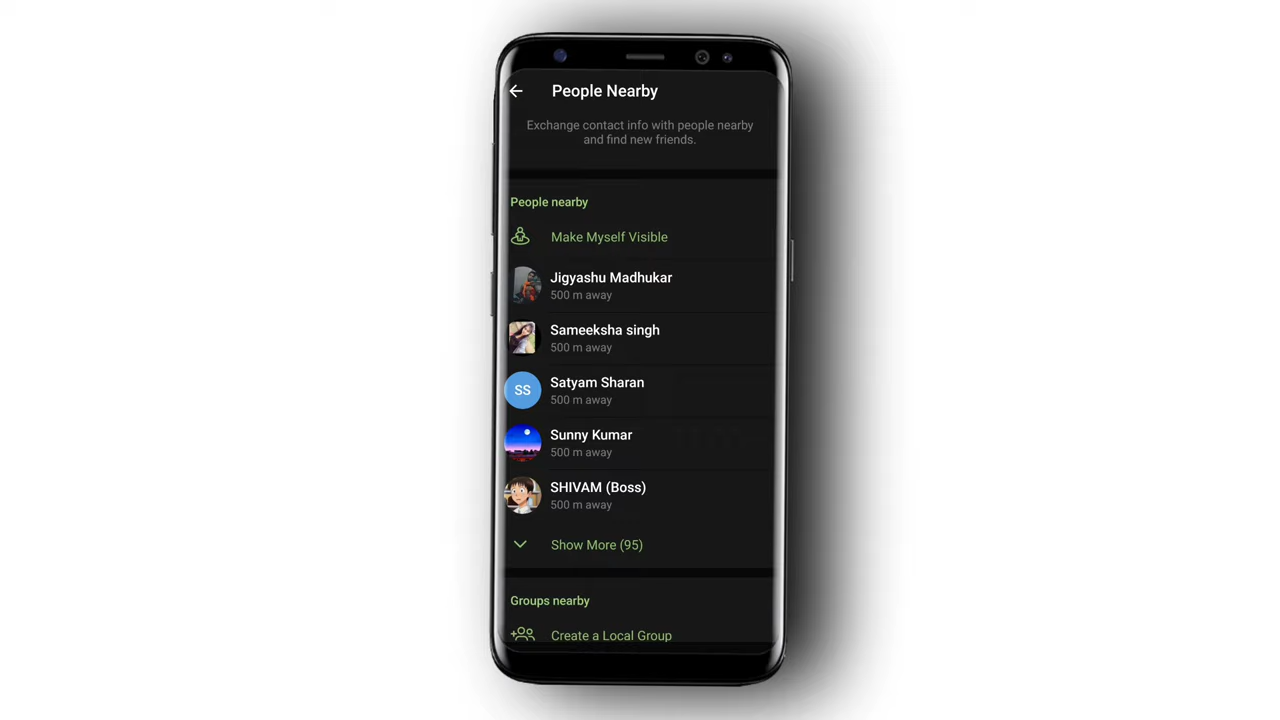 People Nearby
Exchange contact info with people nearby
and find new friends.
People nearby
Make Myself Visible
Jigyashu Madhukar
500 m away
Sameeksha singh
500 m away
SS
Satyam Sharan
500 m away
Sunny Kumar
500 m away
SHIVAM (Boss)
500 m away
Show More (95)
Groups nearby
Create a Local Group